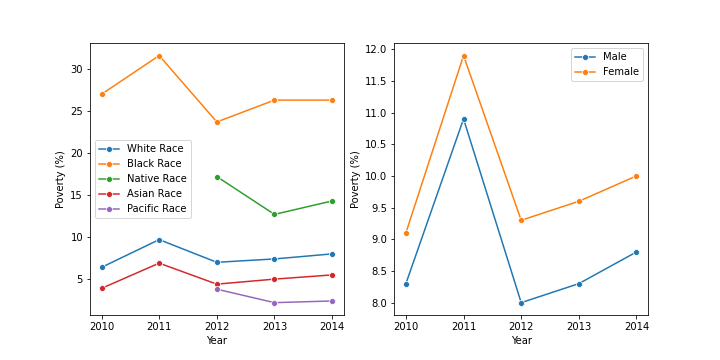 Poverty (%)
30
25
20
15
10
5
White Race
Black Race
Native Race
Asian Race
Pacific Race
2010 2011 2012 2013 2014
Year
Poverty (%)
12.0
11.5
11.0
10.5
10.0
9.5
9.0
8.5
8.0
Male
Female
2010 2011 2012 2013 2014
Year